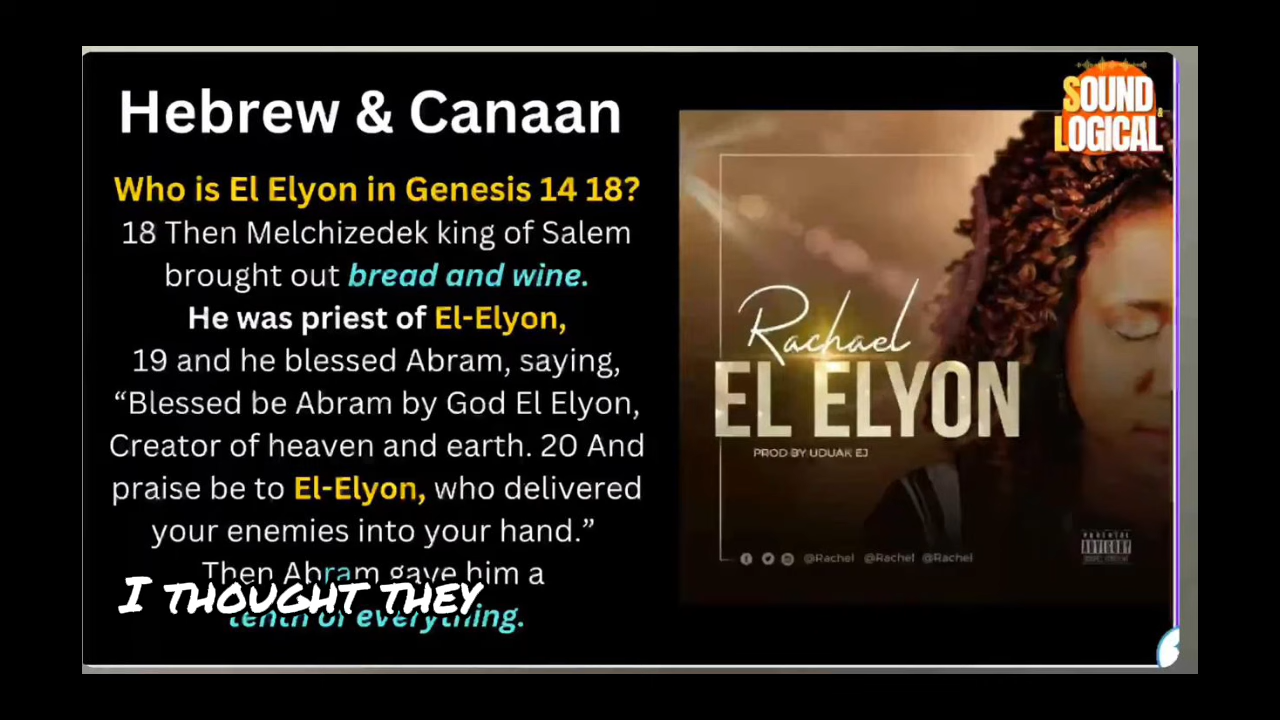 Hebrew & Canaan
Who is El Elyon in Genesis 14 18?
18 Then Melchizedek king of Salem
brought out bread and wine.
He was priest of El-Elyon,
19 and he blessed Abram, saying,
“Blessed be Abram by God El Elyon,
Creator of heaven and earth. 20 And
praise be to El-Elyon, who delivered
your enemies into your hand.”
Then Abram gave him a
tenth of everything.
I THOUGHT THEY
SOUND &
LOGICAL
Rachael
EL ELYON
PROD BY UDUAK EJ
@Rachel @Rachel @Rachel
PARENTAL
ADVISORY